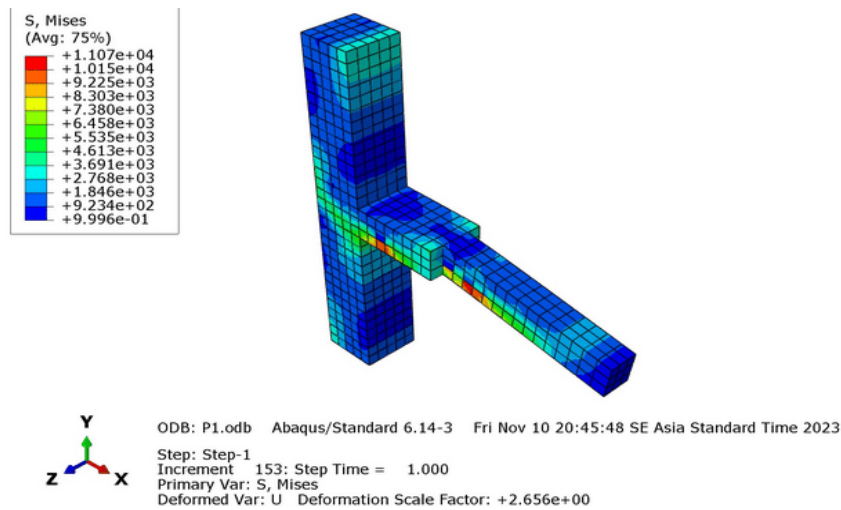 S, Mises
(Avg: 75%)
+1.107e+04
+1.015e+04
+9.225e+03
+8.303e+03
+7.380e+03
+6.458e+03
+5.535e+03
+4.613e+03
+3.691e+03
+2.768e+03
+1.846e+03
+9.234e+02
+9.996e-01
Y
Z X
ODB: P1.odb Abaqus/Standard 6.14-3 Fri Nov 10 20:45:48 SE Asia Standard Time 2023
Step: Step-1
Increment 153: Step Time = 1.000
Primary Var: S, Mises
Deformed Var: U Deformation Scale Factor: +2.656e+00